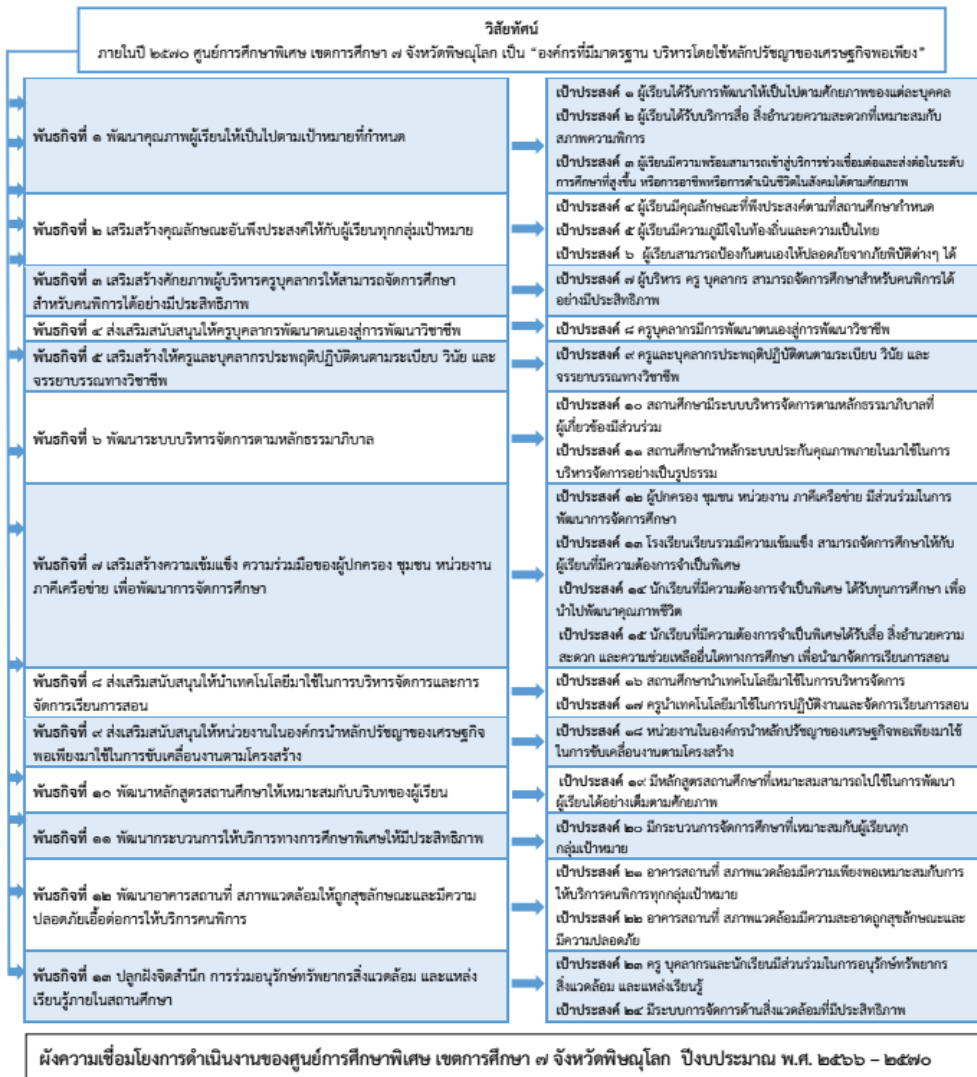 วิสัยทัศน์
ภายในปี ๒๕๗๐ ศูนย์การศึกษาพิเศษ เขตการศึกษา ๗ จังหวัดพิษณุโลก เป็น “องค์กรที่มีมาตรฐาน บริหารโดยใช้หลักปรัชญาของเศรษฐกิจพอเพียง”
พันธกิจที่ ๑ พัฒนาคุณภาพผู้เรียนให้เป็นไปตามเป้าหมายที่กำหนด
เป้าประสงค์ ๑ ผู้เรียนได้รับการพัฒนาให้เป็นไปตามศักยภาพของแต่ละบุคคล
เป้าประสงค์ ๒ ผู้เรียนได้รับบริการสื่อ สิ่งอำนวยความสะดวกที่เหมาะสมกับ
สภาพความพิการ
เป้าประสงค์ ๓ ผู้เรียนมีความพร้อมสามารถเข้าสู่บริการช่วงเชื่อมต่อและส่งต่อในระดับ
การศึกษาที่สูงขึ้น หรือการอาชีพหรือการดำเนินชีวิตในสังคมได้ตามศักยภาพ
พันธกิจที่ ๒ เสริมสร้างคุณลักษณะอันพึงประสงค์ให้กับผู้เรียนทุกกลุ่มเป้าหมาย
เป้าประสงค์ ๔ ผู้เรียนมีคุณลักษณะที่พึงประสงค์ตามที่สถานศึกษากำหนด
เป้าประสงค์ ๕ ผู้เรียนมีความภูมิใจในท้องถิ่นและความเป็นไทย
เป้าประสงค์ ๖ ผู้เรียนสามารถป้องกันตนเองให้ปลอดภัยจากภัยพิบัติต่างๆ ได้
พันธกิจที่ ๓ เสริมสร้างศักยภาพผู้บริหารครูบุคลากรให้สามารถจัดการศึกษา
สำหรับคนพิการได้อย่างมีประสิทธิภาพ
เป้าประสงค์ ๗ ผู้บริหาร ครู บุคลากร สามารถจัดการศึกษาสำหรับคนพิการได้
อย่างมีประสิทธิภาพ
พันธกิจที่ ๔ ส่งเสริมสนับสนุนให้ครูบุคลากรพัฒนาตนเองสู่การพัฒนาวิชาชีพ
เป้าประสงค์ ๘ ครูบุคลากรมีการพัฒนาตนเองสู่การพัฒนาวิชาชีพ
พันธกิจที่ ๕ เสริมสร้างให้ครูและบุคลากรประพฤติปฏิบัติตนตามระเบียบ วินัย และ
จรรยาบรรณทางวิชาชีพ
เป้าประสงค์ ๙ ครูและบุคลากรประพฤติปฏิบัติตนตามระเบียบ วินัย และ
จรรยาบรรณทางวิชาชีพ
พันธกิจที่ ๖ พัฒนาระบบบริหารจัดการตามหลักธรรมาภิบาล
เป้าประสงค์ ๑๐ สถานศึกษามีระบบบริหารจัดการตามหลักธรรมาภิบาลที่
ผู้เกี่ยวข้องมีส่วนร่วม
เป้าประสงค์ ๑๑ สถานศึกษานำหลักระบบประกันคุณภาพภายในมาใช้ในการ
บริหารจัดการอย่างเป็นรูปธรรม
พันธกิจที่ ๗ เสริมสร้างความเข้มแข็ง ความร่วมมือของผู้ปกครอง ชุมชน หน่วยงาน
ภาคีเครือข่าย เพื่อพัฒนาการจัดการศึกษา
เป้าประสงค์ ๑๒ ผู้ปกครอง ชุมชน หน่วยงาน ภาคีเครือข่าย มีส่วนร่วมในการ
พัฒนาการจัดการศึกษา
เป้าประสงค์ ๑๓ โรงเรียนเรียนรวมมีความเข้มแข็ง สามารถจัดการศึกษาให้กับ
ผู้เรียนที่มีความต้องการจำเป็นพิเศษ
เป้าประสงค์ ๑๔ นักเรียนที่มีความต้องการจำเป็นพิเศษ ได้รับทุนการศึกษา เพื่อ
นำไปพัฒนาคุณภาพชีวิต
เป้าประสงค์ ๑๕ นักเรียนที่มีความต้องการจำเป็นพิเศษได้รับสื่อ สิ่งอำนวยความ
สะดวก และความช่วยเหลืออื่นใดทางการศึกษา เพื่อนำมาจัดการเรียนการสอน
พันธกิจที่ ๘ ส่งเสริมสนับสนุนให้นำเทคโนโลยีมาใช้ในการบริหารจัดการและการ
จัดการเรียนการสอน
เป้าประสงค์ ๑๖ สถานศึกษานำเทคโนโลยีมาใช้ในการบริหารจัดการ
เป้าประสงค์ ๑๗ ครูนำเทคโนโลยีมาใช้ในการปฏิบัติงานและจัดการเรียนการสอน
พันธกิจที่ ๙ ส่งเสริมสนับสนุนให้หน่วยงานในองค์กรนำหลักปรัชญาของเศรษฐกิจ
พอเพียงมาใช้ในการขับเคลื่อนงานตามโครงสร้าง
เป้าประสงค์ ๑๘ หน่วยงานในองค์กรนำหลักปรัชญาของเศรษฐกิจพอเพียงมาใช้
ในการขับเคลื่อนงานตามโครงสร้าง
พันธกิจที่ ๑๐ พัฒนาหลักสูตรสถานศึกษาให้เหมาะสมกับบริบทของผู้เรียน
เป้าประสงค์ ๑๙ มีหลักสูตรสถานศึกษาที่เหมาะสมสามารถไปใช้ในการพัฒนา
ผู้เรียนได้อย่างเต็มตามศักยภาพ
พันธกิจที่ ๑๑ พัฒนากระบวนการให้บริการทางการศึกษาพิเศษให้มีประสิทธิภาพ
เป้าประสงค์ ๒๐ มีกระบวนการจัดการศึกษาที่เหมาะสมกับผู้เรียนทุก
กลุ่มเป้าหมาย
พันธกิจที่ ๑๒ พัฒนาอาคารสถานที่ สภาพแวดล้อมให้ถูกสุขลักษณะและมีความ
ปลอดภัยเอื้อต่อการให้บริการคนพิการ
เป้าประสงค์ ๒๑ อาคารสถานที่ สภาพแวดล้อมมีความเพียงพอเหมาะสมกับการ
ให้บริการคนพิการทุกกลุ่มเป้าหมาย
เป้าประสงค์ ๒๒ อาคารสถานที่ สภาพแวดล้อมมีความสะอาดถูกสุขลักษณะและ
มีความปลอดภัย
พันธกิจที่ ๑๓ ปลูกฝังจิตสำนึก การร่วมอนุรักษ์ทรัพยากรสิ่งแวดล้อม และแหล่ง
เรียนรู้ภายในสถานศึกษา
เป้าประสงค์ ๒๓ ครู บุคลากรและนักเรียนมีส่วนร่วมในการอนุรักษ์ทรัพยากร
สิ่งแวดล้อม และแหล่งเรียนรู้
เป้าประสงค์ ๒๔ มีระบบการจัดการด้านสิ่งแวดล้อมที่มีประสิทธิภาพ
ผังความเชื่อมโยงการดำเนินงานของศูนย์การศึกษาพิเศษ เขตการศึกษา ๗ จังหวัดพิษณุโลก ปีงบประมาณ พ.ศ. ๒๕๖๖ – ๒๕๗๐